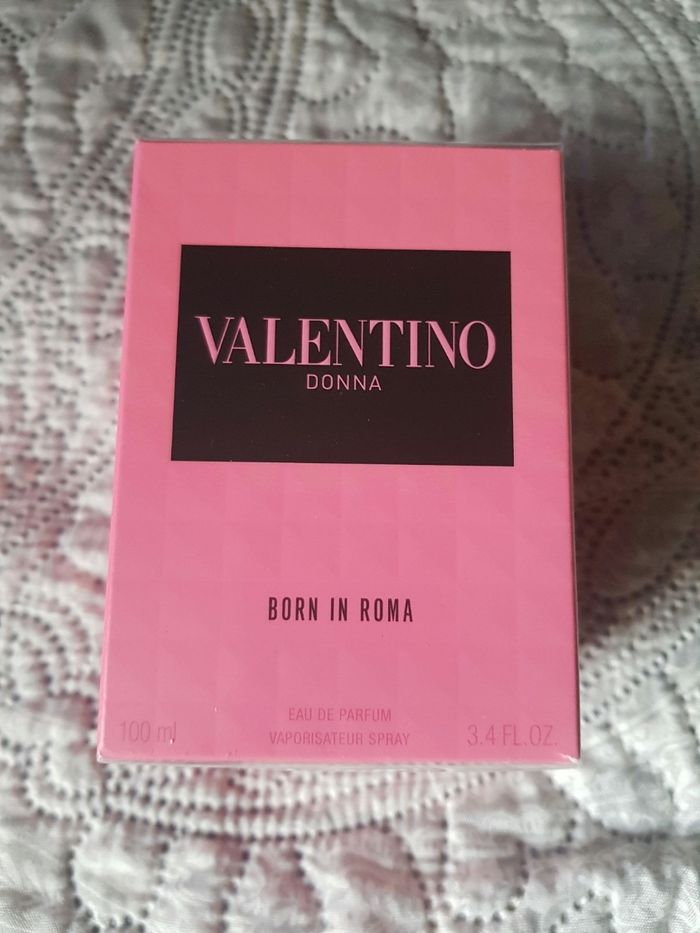 VALENTINO
DONNA
BORN IN ROMA
EAU DE PARFUM
100 ml VAPORISATEUR SPRAY 3.4 FL.OZ.